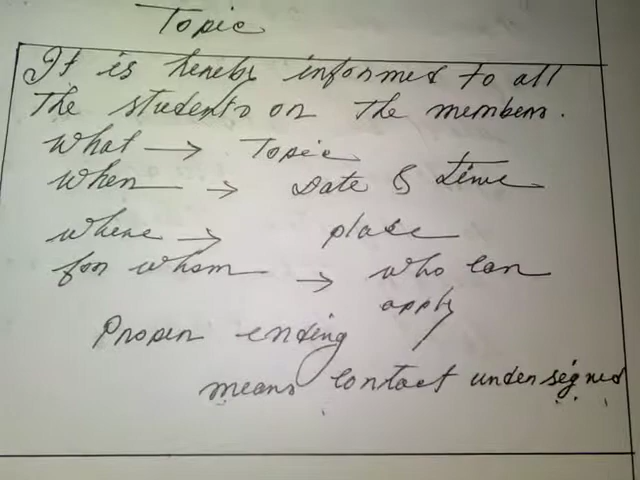 Topic
It is hereby informed to all
the students or the members.
What → Topic
When → Date & time
where → place
for whom → who can
apply
Proper ending
means contact undersigned